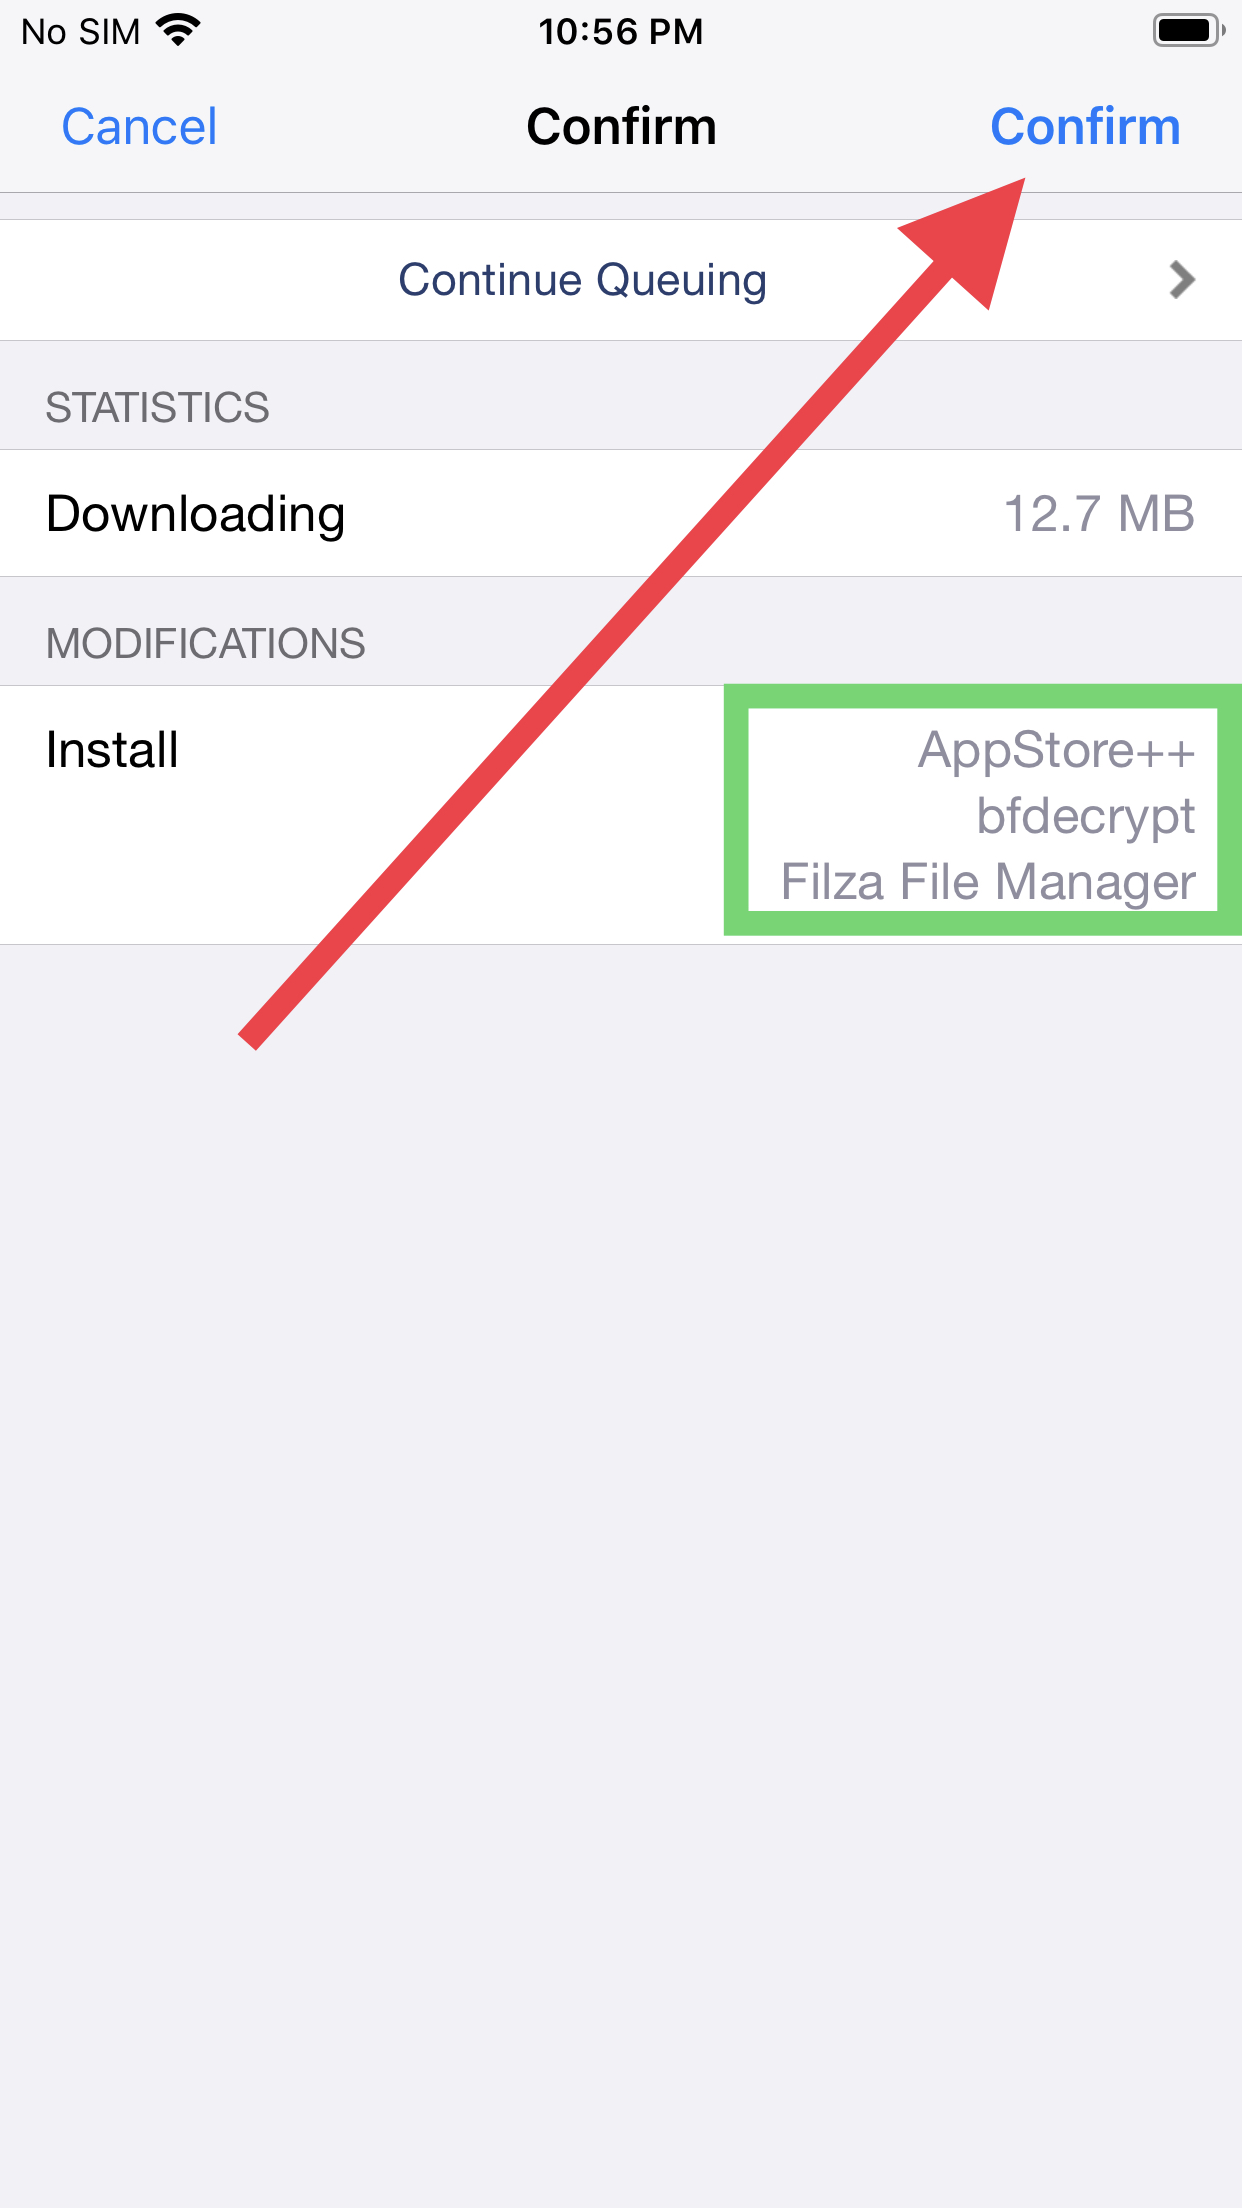 No SIM 10:56 PM
Cancel Confirm Confirm
Continue Queuing
STATISTICS
Downloading 12.7 MB
MODIFICATIONS
Install AppStore++
bfdecrypt
Filza File Manager